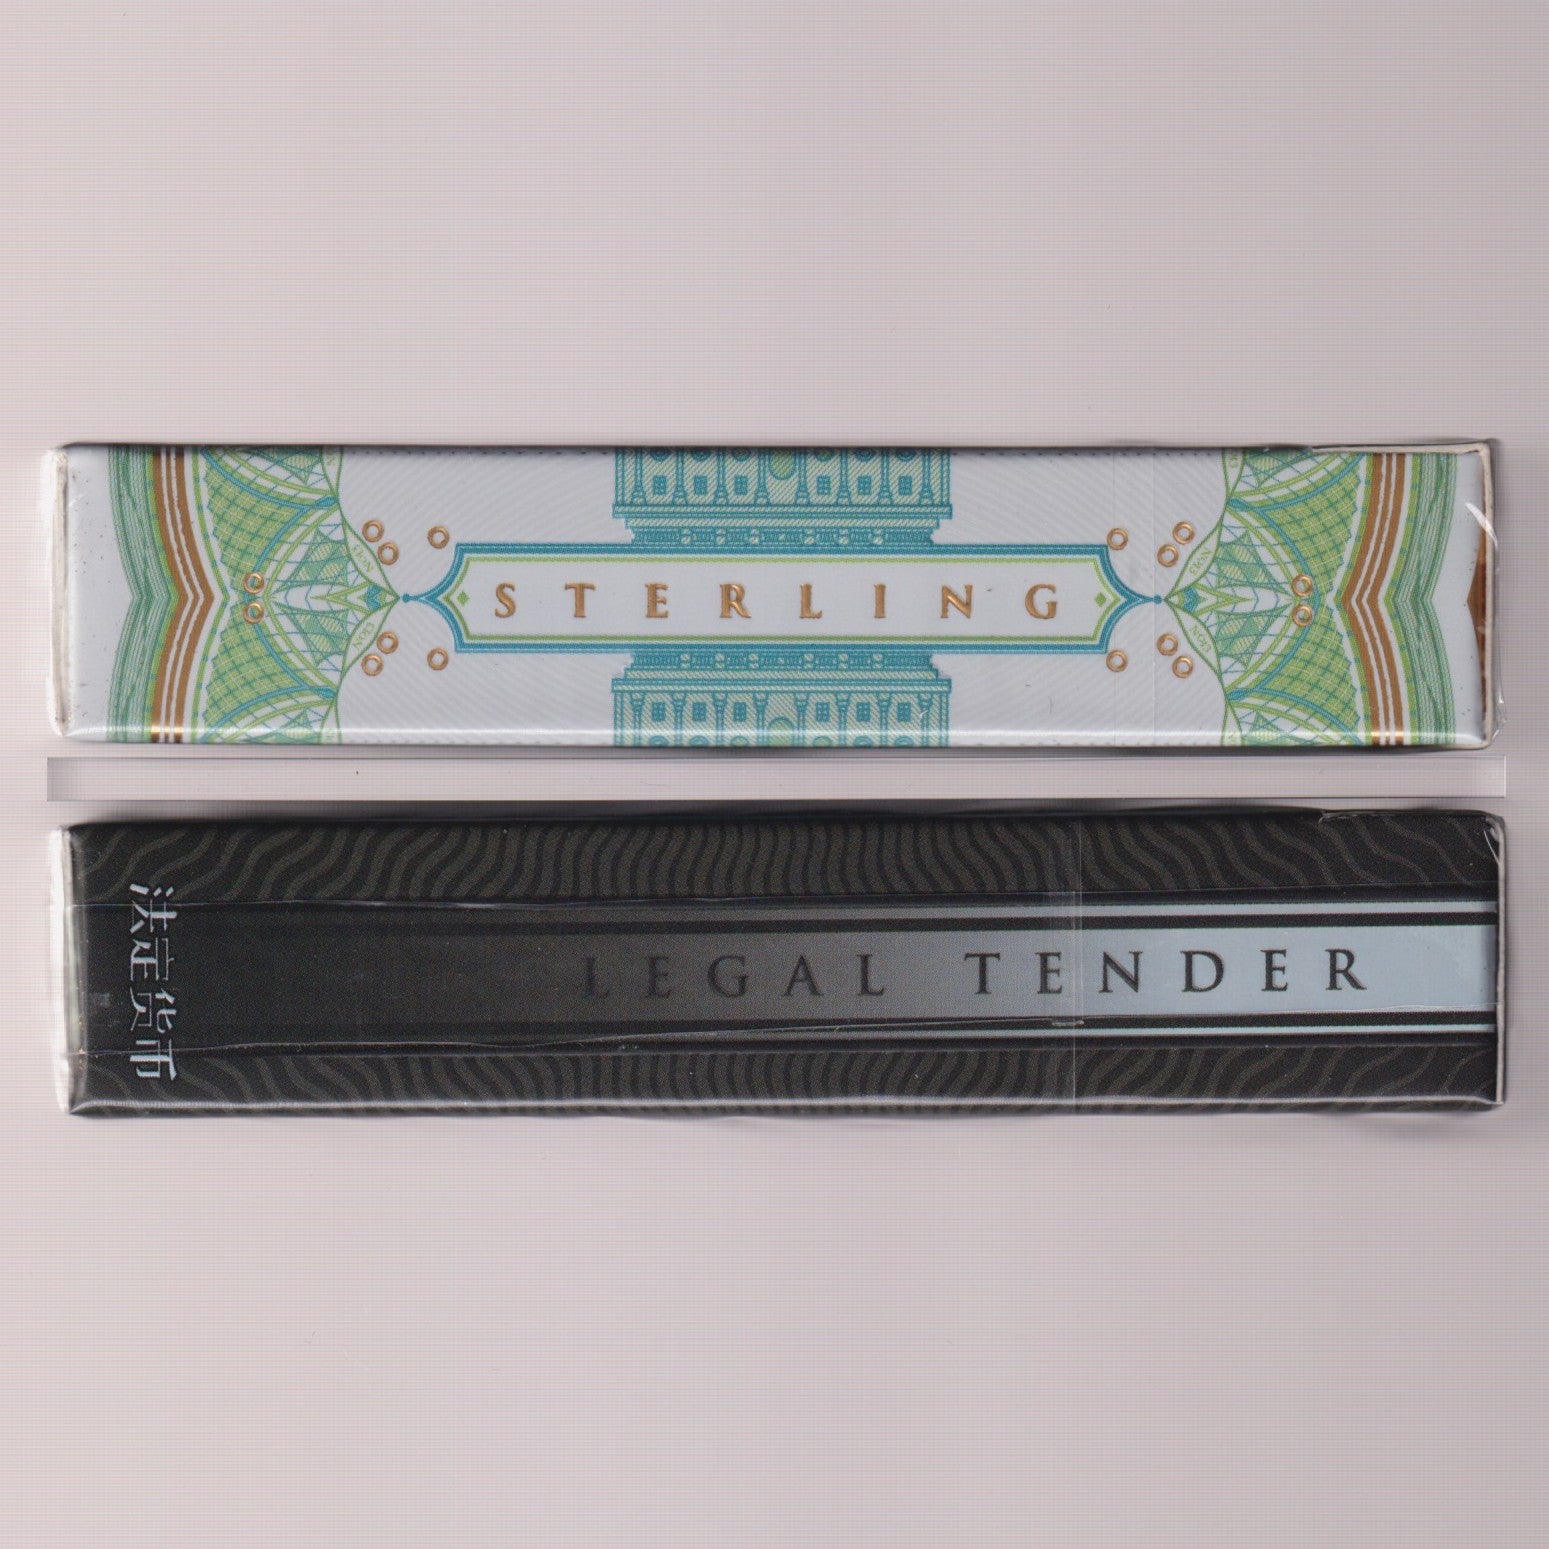 STERLING
法定货币
LEGAL TENDER